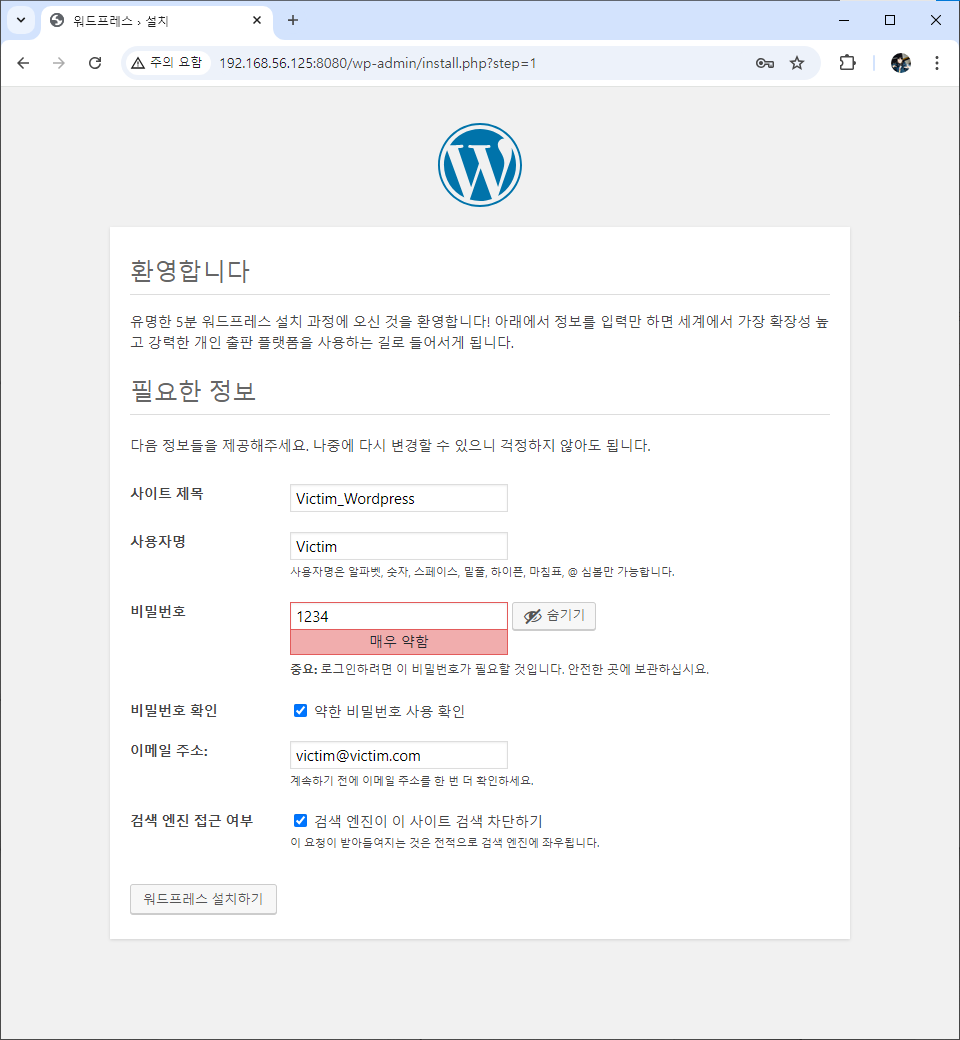 워드프레스 › 설치
주의 요함
192.168.56.125:8080/wp-admin/install.php?step=1
환영합니다
유명한 5분 워드프레스 설치 과정에 오신 것을 환영합니다! 아래에서 정보를 입력만 하면 세계에서 가장 확장성 높
고 강력한 개인 출판 플랫폼을 사용하는 길로 들어서게 됩니다.
필요한 정보
다음 정보들을 제공해주세요. 나중에 다시 변경할 수 있으니 걱정하지 않아도 됩니다.
사이트 제목
Victim_Wordpress
사용자명
Victim
사용자명은 알파벳, 숫자, 스페이스, 밑줄, 하이픈, 마침표, @ 심볼만 가능합니다.
비밀번호
1234
숨기기
매우 약함
중요: 로그인하려면 이 비밀번호가 필요할 것입니다. 안전한 곳에 보관하십시요.
비밀번호 확인
약한 비밀번호 사용 확인
이메일 주소:
victim@victim.com
계속하기 전에 이메일 주소를 한 번 더 확인하세요.
검색 엔진 접근 여부
검색 엔진이 이 사이트 검색 차단하기
이 요청이 받아들여지는 것은 전적으로 검색 엔진에 좌우됩니다.
워드프레스 설치하기